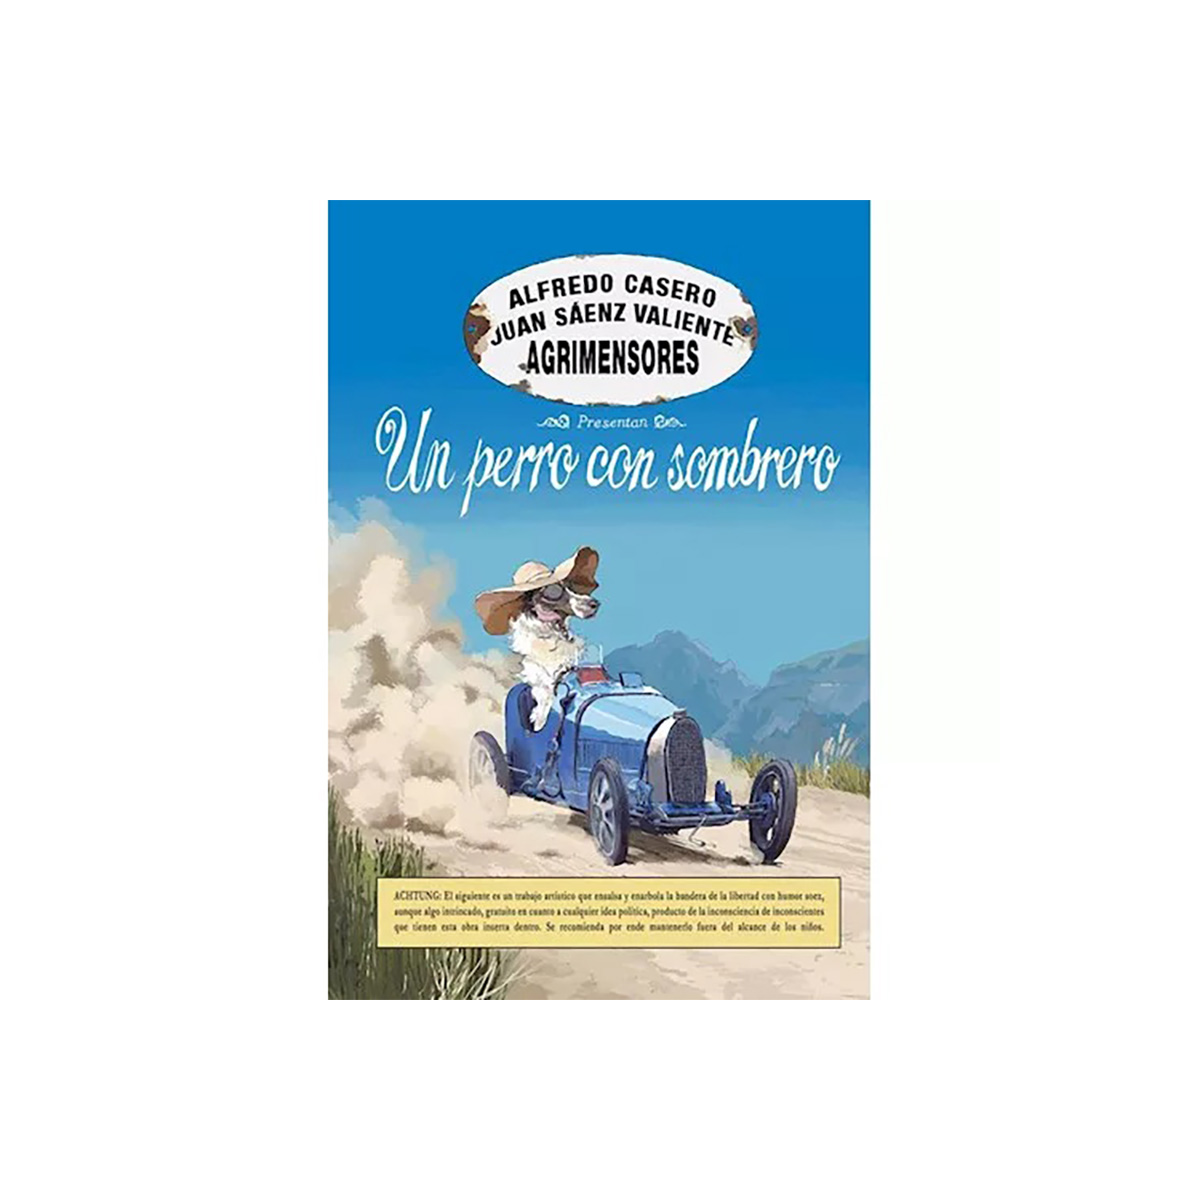 ALFREDO CASERO
JUAN SÁENZ VALIENTE
AGRIMENSORES
Presentan
Un perro con sombrero
ACHTUNG: El siguiente es un trabajo artístico que ensalsa y enarbola la bandera de la libertad con humor soez,
aunque algo intrincado, gratuito en cuanto a cualquier idea política, producto de la inconsciencia de inconscientes
que tienen esta obra inserta dentro. Se recomienda por ende mantenerlo fuera del alcance de los niños.